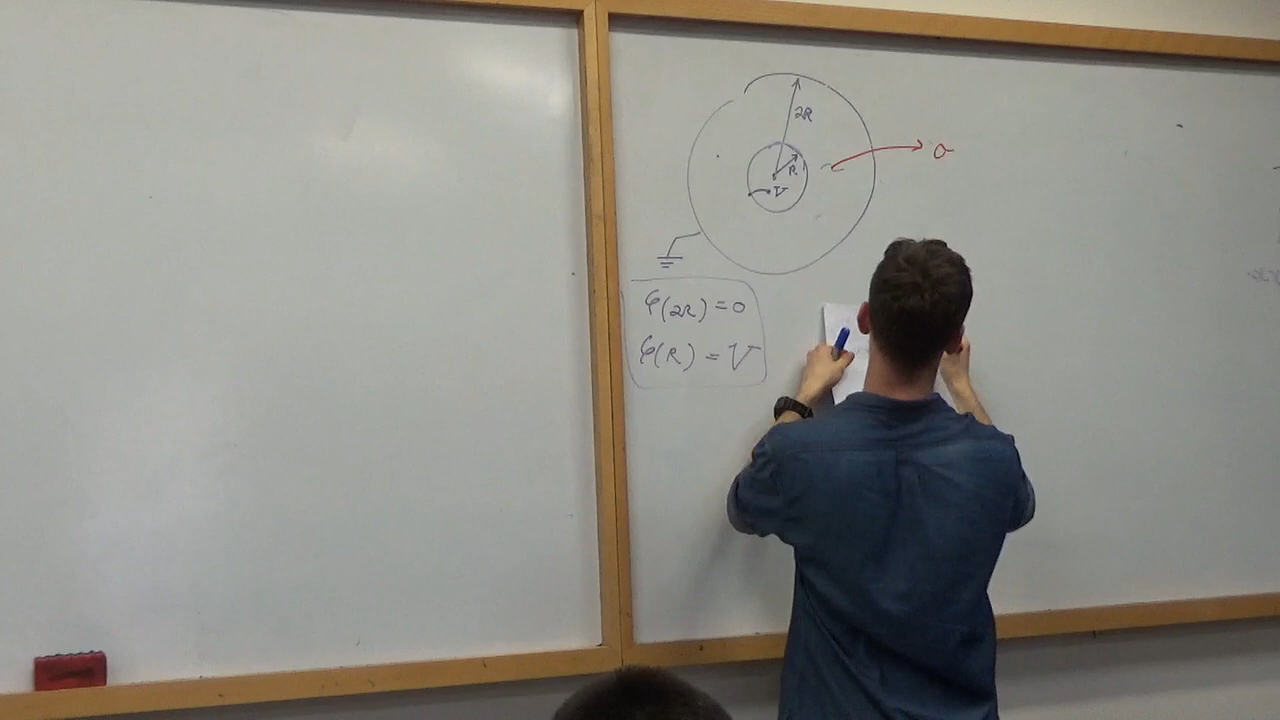 2R
R
V
σ
φ(2R) = 0
φ(R) = V